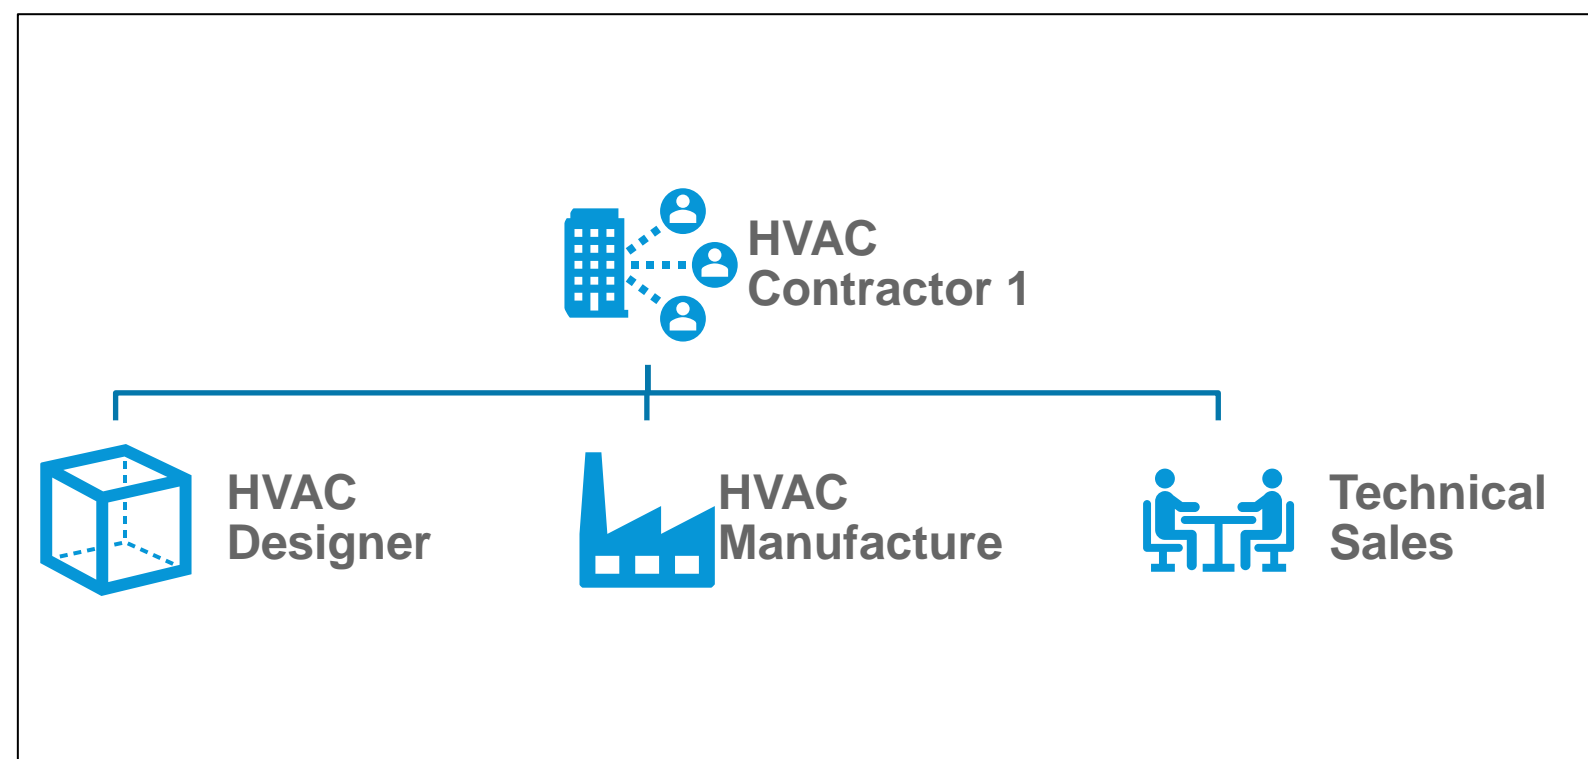 HVAC
Contractor 1
HVAC
Designer
HVAC
Manufacture
Technical
Sales